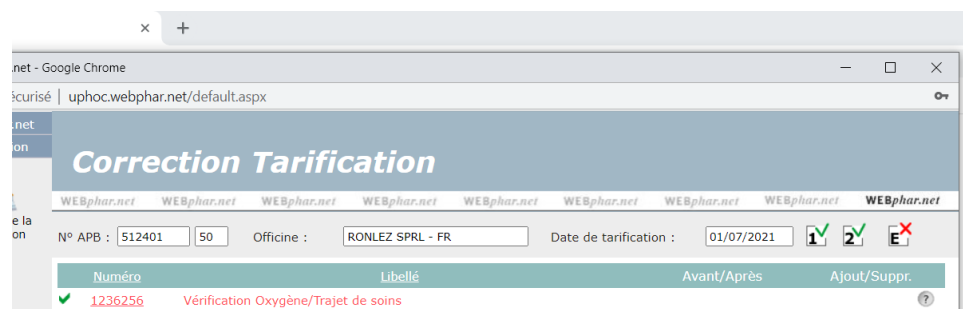 .net - Google Chrome
écurisé | uphoc.webphar.net/default.aspx
.net
ion
Correction Tarification
WEBphar.net WEBphar.net WEBphar.net WEBphar.net WEBphar.net WEBphar.net WEBphar.net WEBphar.net WEBphar.net
e la
on
N° APB : 512401 50 Officine : RONLEZ SPRL - FR Date de tarification : 01/07/2021 1 2 E
Numéro Libellé Avant/Après Ajout/Suppr.
1236256 Vérification Oxygène/Trajet de soins ?